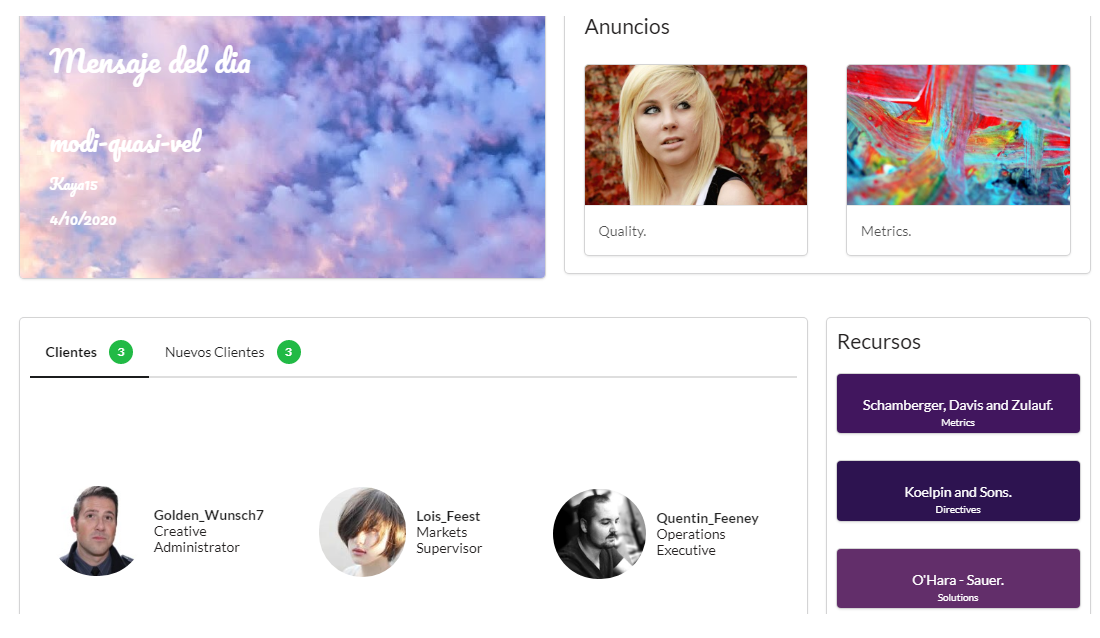 Mensaje del dia
modi-quasi-vel
Kaya15
4/10/2020
Anuncios
Quality.
Metrics.
Clientes 3
Nuevos Clientes 3
Golden_Wunsch7
Creative
Administrator
Lois_Feest
Markets
Supervisor
Quentin_Feeney
Operations
Executive
Recursos
Schamberger, Davis and Zulauf.
Metrics
Koelpin and Sons.
Directives
O'Hara - Sauer.
Solutions